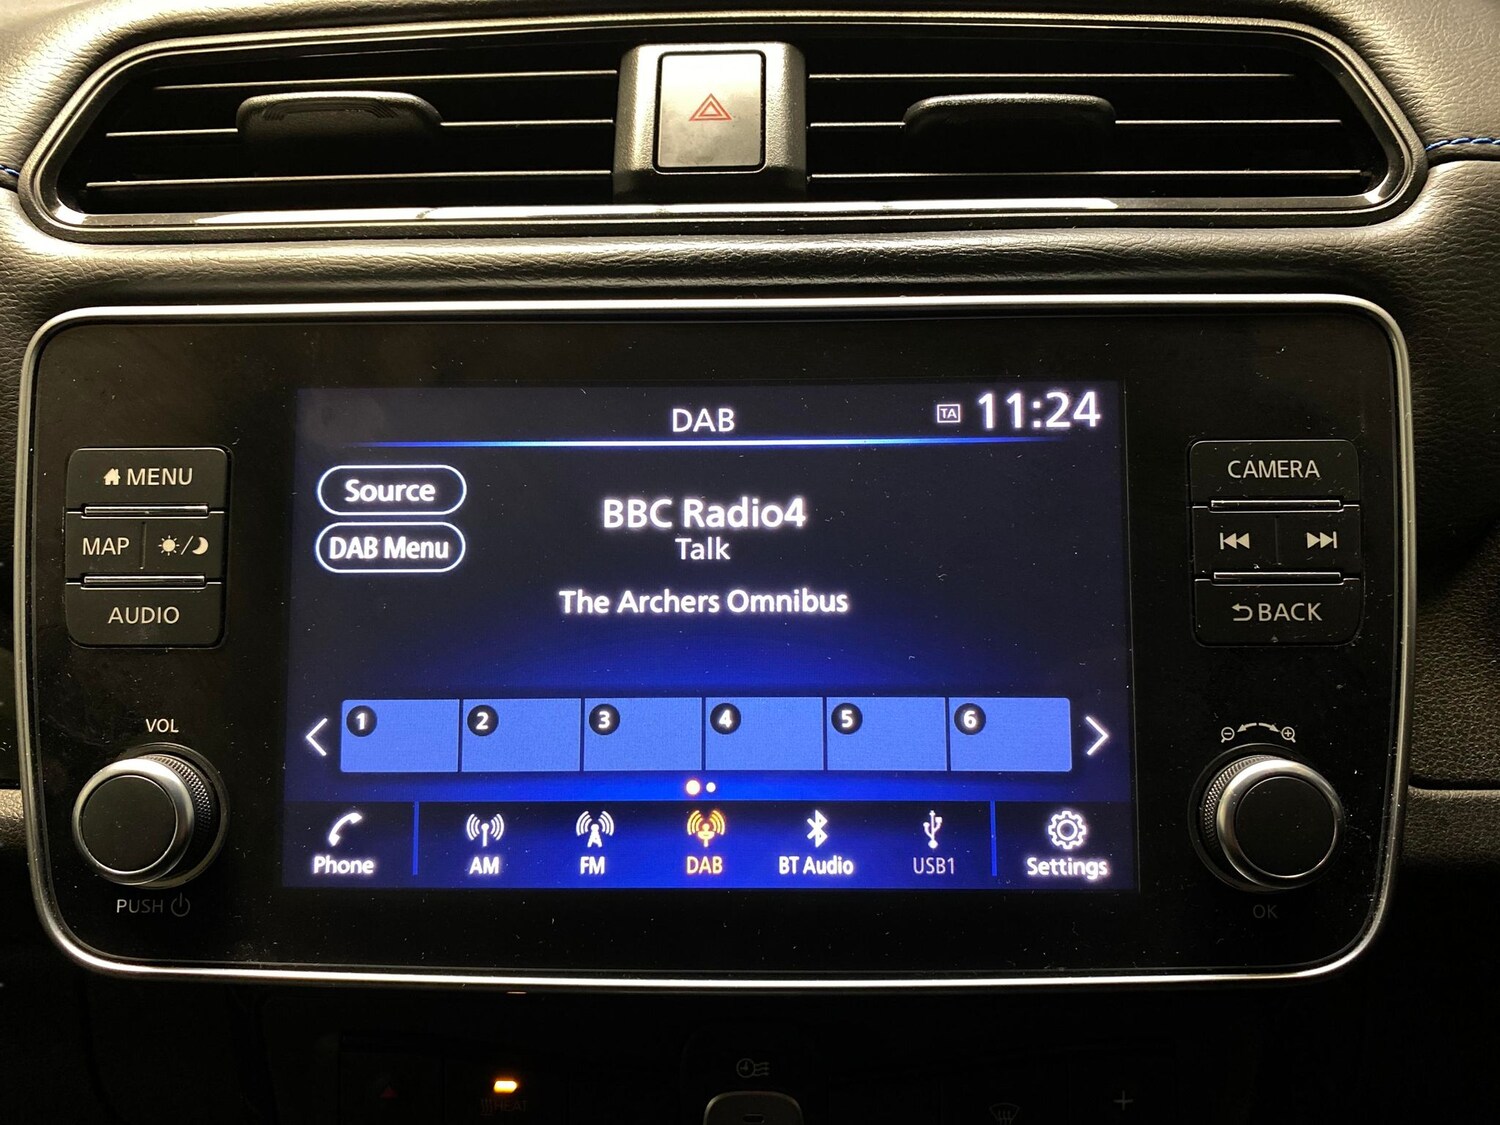 DAB
TA 11:24
MENU
MAP
AUDIO
Source
DAB Menu
BBC Radio4
Talk
The Archers Omnibus
CAMERA
BACK
1 2 3 4 5 6
VOL
PUSH
Phone AM FM DAB BT Audio USB1 Settings
OK
HEAT